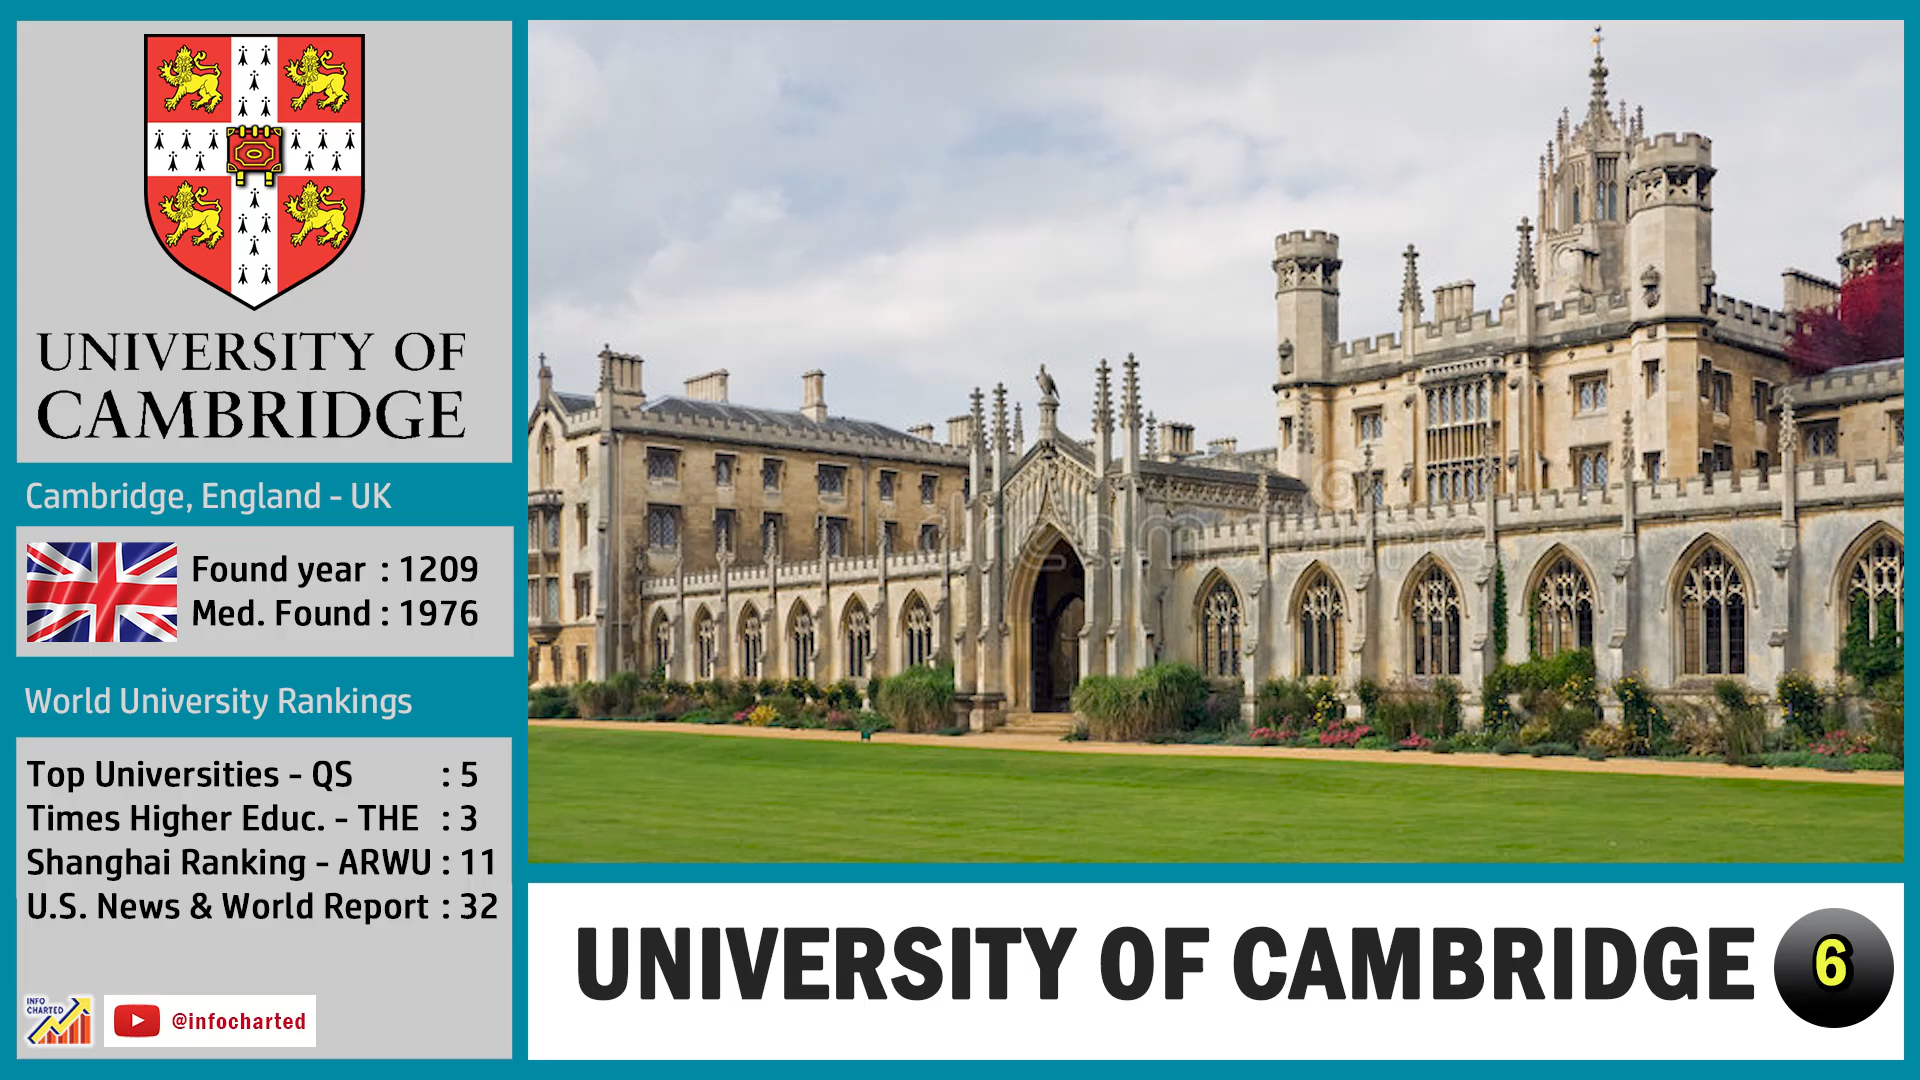 UNIVERSITY OF
CAMBRIDGE
Cambridge, England - UK
Found year : 1209
Med. Found : 1976
World University Rankings
Top Universities - QS : 5
Times Higher Educ. - THE : 3
Shanghai Ranking - ARWU : 11
U.S. News & World Report : 32
INFO
CHARTED
@infocharted
dreamstime
UNIVERSITY OF CAMBRIDGE 6